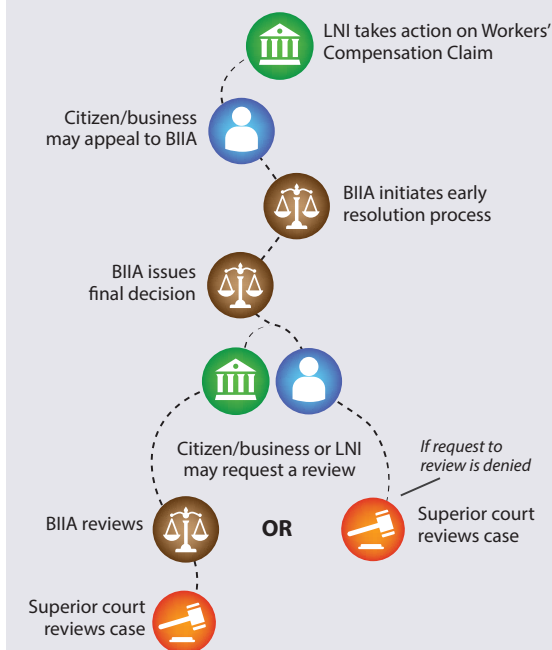 LNI takes action on Workers’
Compensation Claim
Citizen/business
may appeal to BIIA
BIIA initiates early
resolution process
BIIA issues
final decision
Citizen/business or LNI
may request a review
If request to
review is denied
BIIA reviews
OR
Superior court
reviews case
Superior court
reviews case